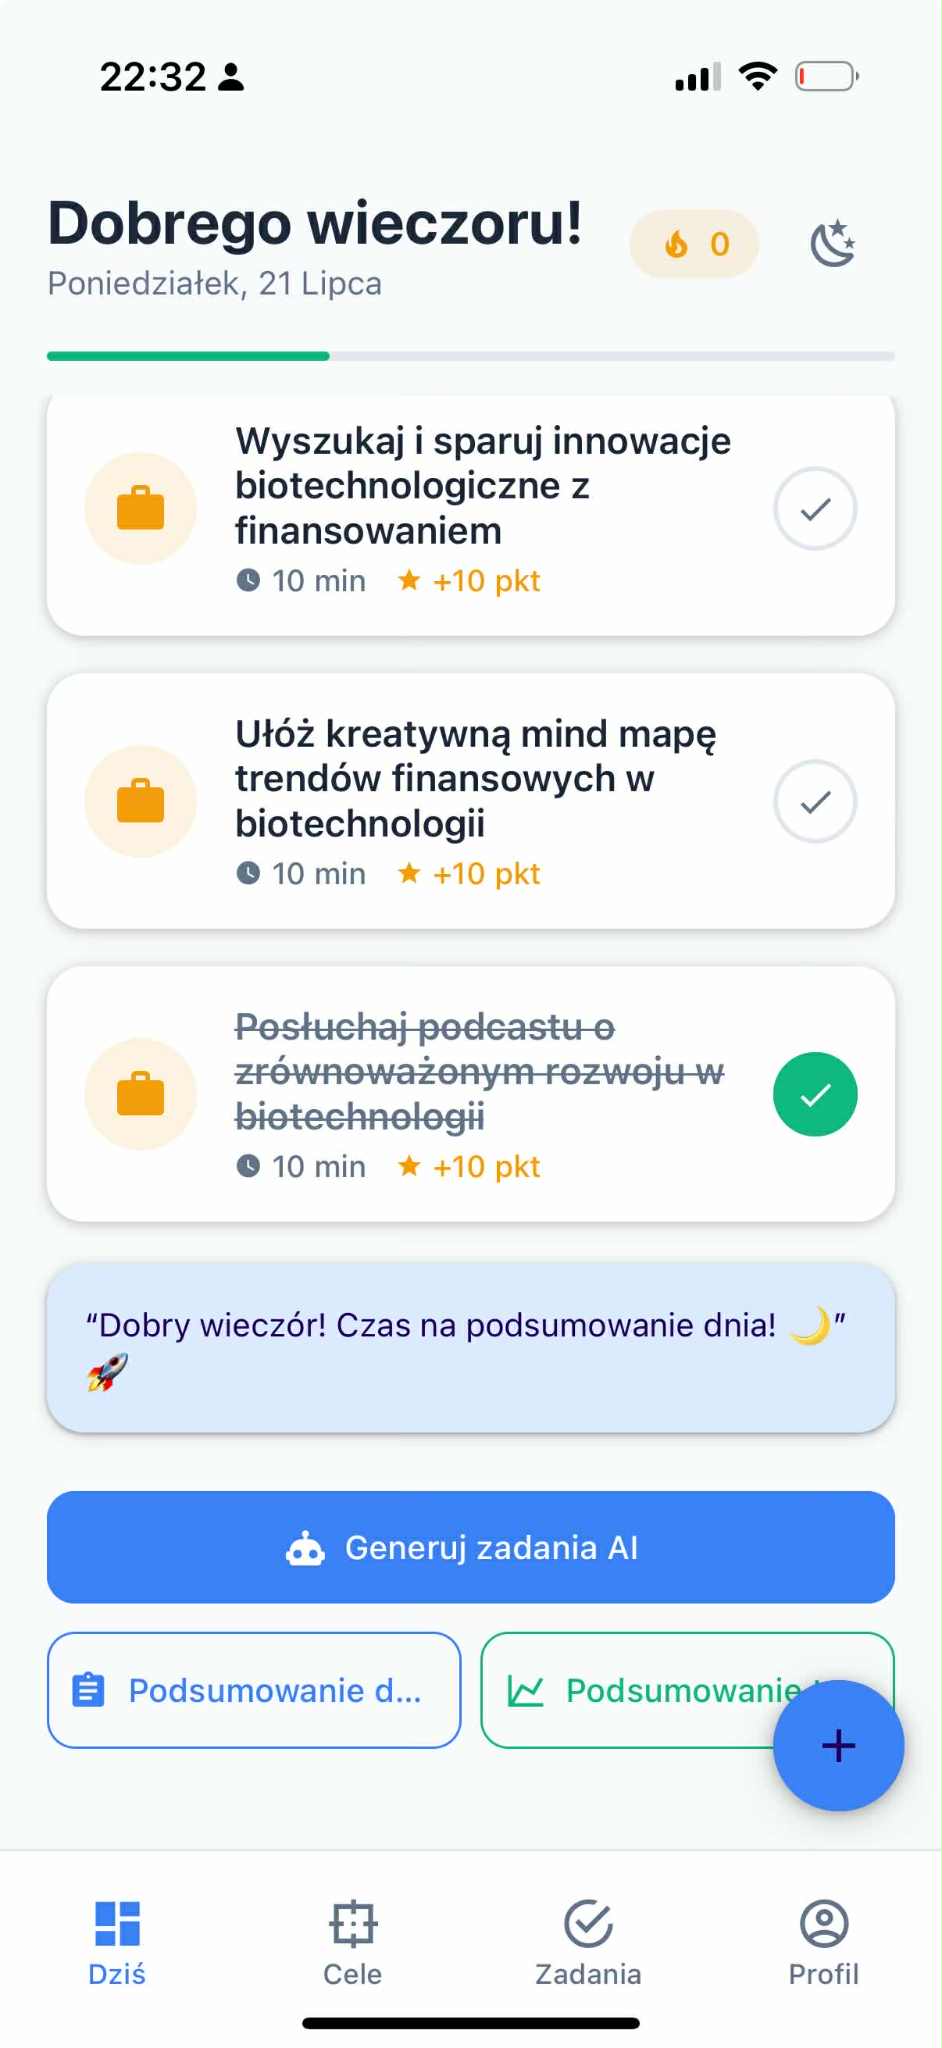 22:32
Dobrego wieczoru!
0
Poniedziałek, 21 Lipca
Wyszukaj i sparuj innowacje
biotechnologiczne z
finansowaniem
10 min +10 pkt
Ułóż kreatywną mind mapę
trendów finansowych w
biotechnologii
10 min +10 pkt
Posłuchaj podcastu o
zrównoważonym rozwoju w
biotechnologii
10 min +10 pkt
“Dobry wieczór! Czas na podsumowanie dnia! 🌙”
🚀
Generuj zadania AI
Podsumowanie d...
Podsumowanie
+
Dziś
Cele
Zadania
Profil